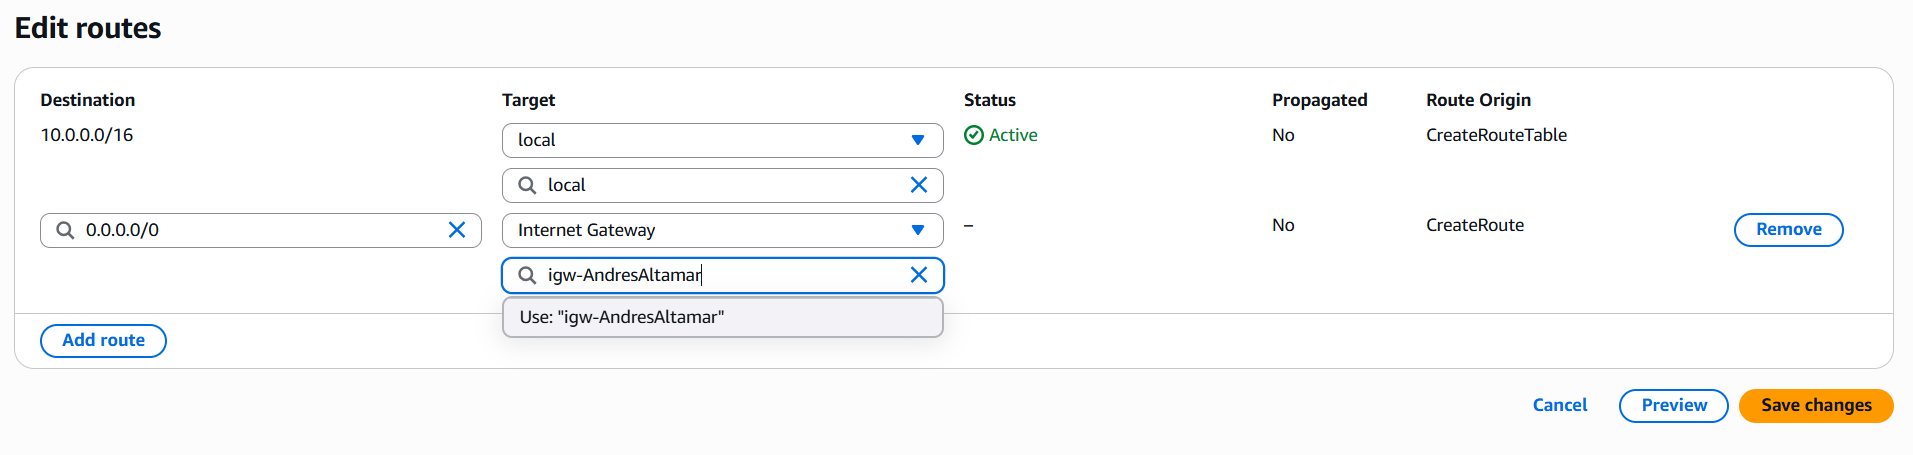 Edit routes
Destination Target Status Propagated Route Origin
10.0.0.0/16 local Active No CreateRouteTable
local
0.0.0.0/0 Internet Gateway – No CreateRoute Remove
igw-AndresAltamar
Use: "igw-AndresAltamar"
Add route
Cancel Preview Save changes